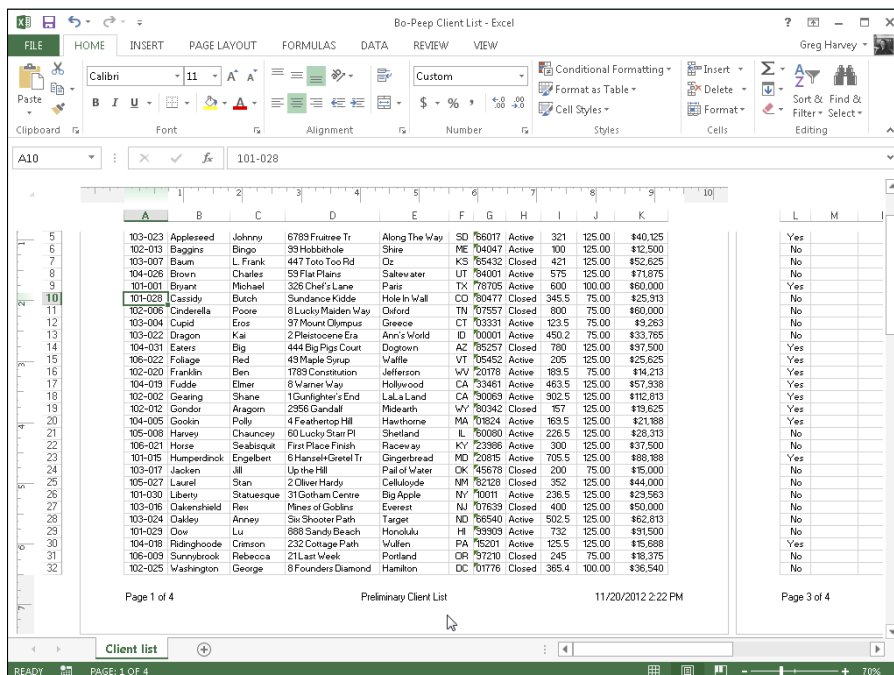 Bo-Peep Client List - Excel
FILE HOME INSERT PAGE LAYOUT FORMULAS DATA REVIEW VIEW Greg Harvey
Calibri 11 Custom Conditional Formatting Insert
Paste B I U $ % Format as Table Delete Sort & Find &
Cell Styles Format Filter Select
Clipboard Font Alignment Number Styles Cells Editing
A10 fx 101-028
1 2 3 4 5 6 7 8 9 10
A B C D E F G H I J K L M
5 103-023 Appleseed Johnny 6789 Fruitree Tr Along The Way SD 66017 Active 321 125.00 $40,125 Yes
6 102-013 Baggins Bingo 99 Hobbithole Shire ME 04047 Active 100 125.00 $12,500 No
7 103-007 Baum L. Frank 447 Toto Too Rd Oz KS 65432 Closed 421 125.00 $52,625 No
8 104-026 Brown Charles 59 Flat Plains Saltewater UT 84001 Active 575 125.00 $71,875 No
9 101-001 Bryant Michael 326 Chef's Lane Paris TX 78705 Active 600 100.00 $60,000 Yes
10 101-028 Cassidy Butch Sundance Kidde Hole In Wall CO 80477 Closed 345.5 75.00 $25,913 No
11 102-006 Cinderella Poore 8 Lucky Maiden Way Oxford TN 07557 Closed 800 75.00 $60,000 No
12 103-004 Cupid Eros 97 Mount Olympus Greece CT 03331 Active 123.5 75.00 $9,263 No
13 103-022 Dragon Kai 2 Pleistocene Era Ann's World ID 00001 Active 450.2 75.00 $33,765 No
14 104-031 Eaters Big 444 Big Pigs Court Dogtown AZ 85257 Closed 780 125.00 $97,500 Yes
15 106-022 Foliage Red 49 Maple Syrup Waffle VT 05452 Active 205 125.00 $25,625 Yes
16 102-020 Franklin Ben 1789 Constitution Jefferson WV 20178 Active 189.5 75.00 $14,213 No
17 104-019 Fudde Elmer 8 Warner Way Hollywood CA 33461 Active 463.5 125.00 $57,938 Yes
18 102-002 Gearing Shane 1 Gunfighter's End LaLa Land CA 90069 Active 902.5 125.00 $112,813 Yes
19 102-012 Gondor Aragorn 2956 Gandalf Midearth WY 80342 Closed 157 125.00 $19,625 No
20 104-005 Gookin Polly 4 Feathertop Hill Hawthorne MA 01824 Active 169.5 125.00 $21,188 Yes
21 105-008 Harvey Chauncey 60 Lucky Starr Pl Shetland IL 60080 Active 226.5 125.00 $28,313 No
22 106-021 Horse Seabisquit First Place Finish Raceway KY 23986 Active 300 125.00 $37,500 No
23 101-015 Humperdinck Engelbert 6 Hansel+Gretel Tr Gingerbread MD 20815 Active 705.5 125.00 $88,188 Yes
24 103-017 Jacken Jill Up the Hill Pail of Water OK 45678 Closed 200 75.00 $15,000 No
25 105-027 Laurel Stan 2 Oliver Hardy Celluloyde NM 82128 Closed 352 125.00 $44,000 No
26 101-030 Liberty Statuesque 31 Gotham Centre Big Apple NY 10011 Active 236.5 125.00 $29,563 No
27 103-016 Oakenshield Rex Mines of Goblins Everest NJ 07639 Closed 400 125.00 $50,000 No
28 103-024 Oakley Anney Six Shooter Path Target ND 66540 Active 502.5 125.00 $62,813 No
29 101-029 Oow Lu 888 Sandy Beach Honolulu HI 99909 Active 732 125.00 $91,500 No
30 104-018 Ridinghoode Crimson 232 Cottage Path Wulfen PA 15201 Active 125.5 125.00 $15,688 Yes
31 106-009 Sunnybrook Rebecca 21 Last Week Portland OR 97210 Closed 245 75.00 $18,375 No
32 102-025 Washington George 8 Founders Diamond Hamilton DC 01776 Closed 365.4 100.00 $36,540 No
Page 1 of 4 Preliminary Client List 11/20/2012 2:22 PM Page 3 of 4
Client list
READY PAGE: 1 OF 4 70%